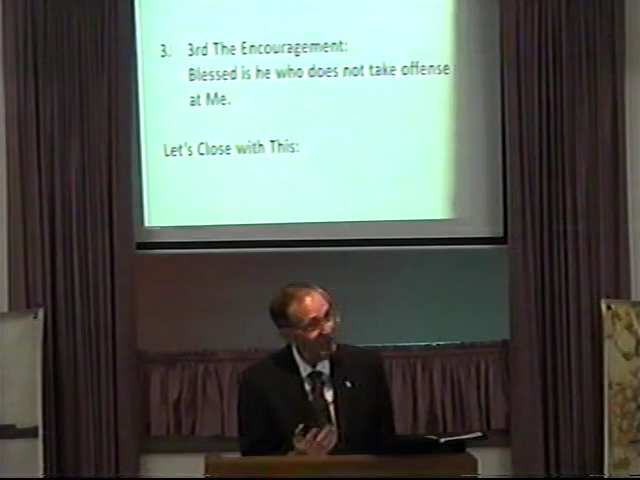 3. 3rd The Encouragement:
Blessed is he who does not take offense
at Me.
Let's Close with This: